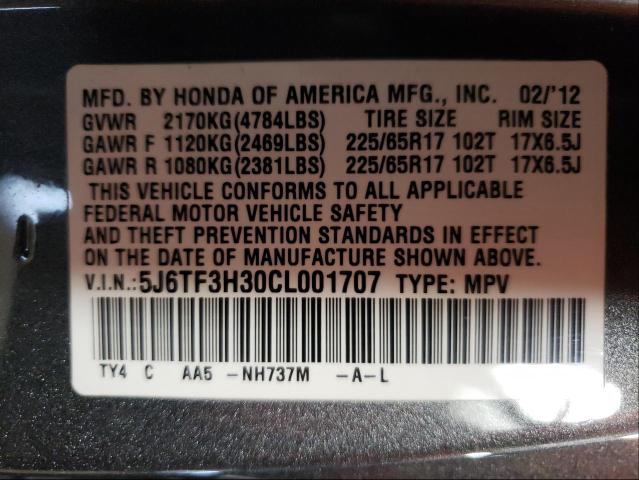 MFD. BY HONDA OF AMERICA MFG., INC. 02/'12
GVWR 2170KG(4784LBS) TIRE SIZE RIM SIZE
GAWR F 1120KG(2469LBS) 225/65R17 102T 17X6.5J
GAWR R 1080KG(2381LBS) 225/65R17 102T 17X6.5J
THIS VEHICLE CONFORMS TO ALL APPLICABLE
FEDERAL MOTOR VEHICLE SAFETY
AND THEFT PREVENTION STANDARDS IN EFFECT
ON THE DATE OF MANUFACTURE SHOWN ABOVE.
V.I.N.:5J6TF3H30CL001707 TYPE: MPV
TY4 C AA5 -NH737M -A-L